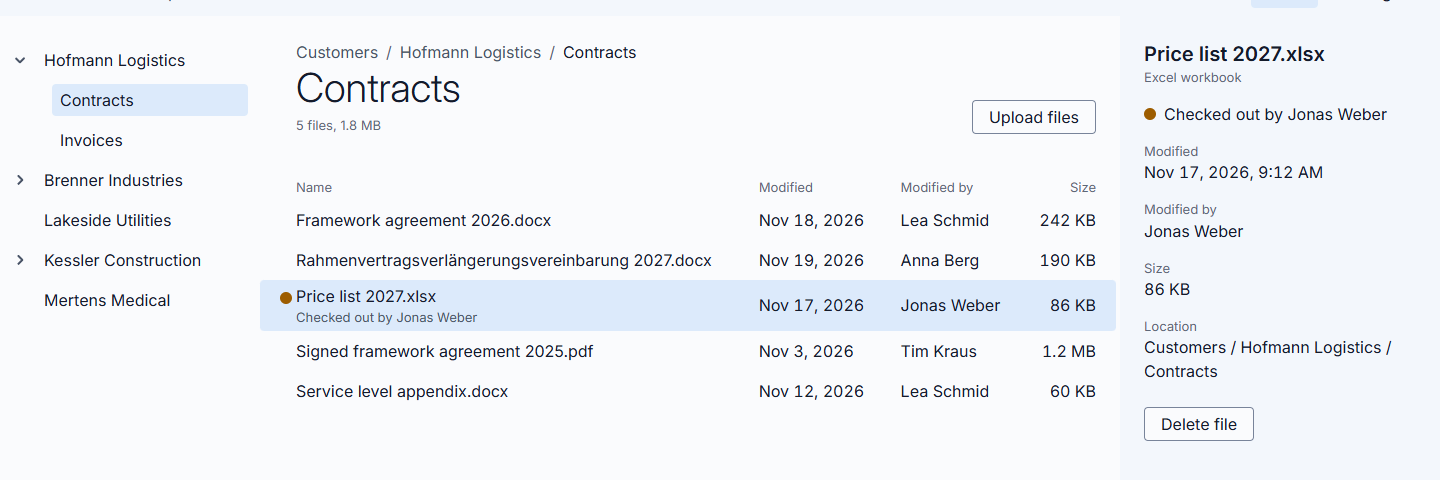 Hofmann Logistics
Contracts
Invoices
Brenner Industries
Lakeside Utilities
Kessler Construction
Mertens Medical
Customers / Hofmann Logistics / Contracts
Contracts
5 files, 1.8 MB
Upload files
Name Modified Modified by Size
Framework agreement 2026.docx Nov 18, 2026 Lea Schmid 242 KB
Rahmenvertragsverlängerungsvereinbarung 2027.docx Nov 19, 2026 Anna Berg 190 KB
Price list 2027.xlsx Nov 17, 2026 Jonas Weber 86 KB
Checked out by Jonas Weber
Signed framework agreement 2025.pdf Nov 3, 2026 Tim Kraus 1.2 MB
Service level appendix.docx Nov 12, 2026 Lea Schmid 60 KB
Price list 2027.xlsx
Excel workbook
Checked out by Jonas Weber
Modified
Nov 17, 2026, 9:12 AM
Modified by
Jonas Weber
Size
86 KB
Location
Customers / Hofmann Logistics /
Contracts
Delete file